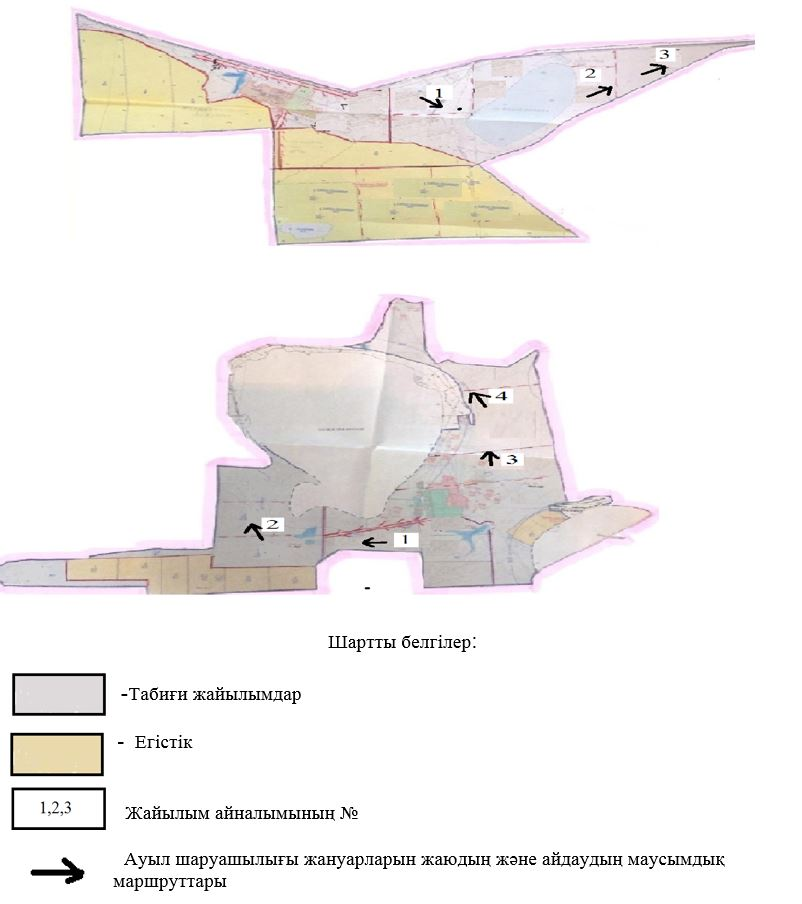 1
2
3
4
3
2
1
Шартты белгілер:
-Табиғи жайылымдар
- Егістік
1,2,3
Жайылым айналымының №
Ауыл шаруашылығы жануарларын жаюдың және айдаудың маусымдық
маршруттары